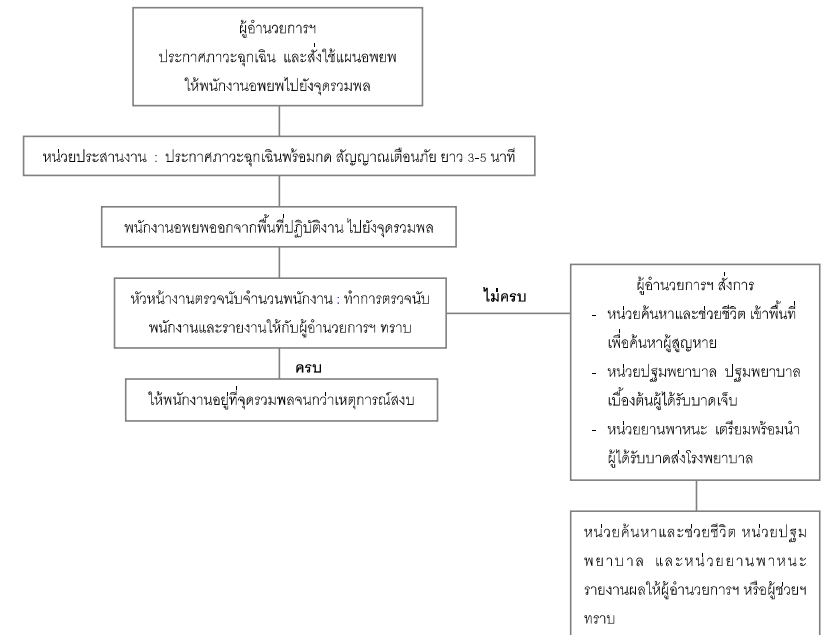 ผู้อำนวยการฯ
ประกาศภาวะฉุกเฉิน และสั่งใช้แผนอพยพ
ให้พนักงานอพยพไปยังจุดรวมพล
หน่วยประสานงาน : ประกาศภาวะฉุกเฉินพร้อมกด สัญญาณเตือนภัย ยาว 3-5 นาที
พนักงานอพยพออกจากพื้นที่ปฏิบัติงาน ไปยังจุดรวมพล
หัวหน้างานตรวจนับจำนวนพนักงาน : ทำการตรวจนับ
พนักงานและรายงานให้กับผู้อำนวยการฯ ทราบ
ครบ
ให้พนักงานอยู่ที่จุดรวมพลจนกว่าเหตุการณ์สงบ
ไม่ครบ
ผู้อำนวยการฯ สั่งการ
- หน่วยค้นหาและช่วยชีวิต เข้าพื้นที่
เพื่อค้นหาผู้สูญหาย
- หน่วยปฐมพยาบาล ปฐมพยาบาล
เบื้องต้นผู้ได้รับบาดเจ็บ
- หน่วยยานพาหนะ เตรียมพร้อมนำ
ผู้ได้รับบาดส่งโรงพยาบาล
หน่วยค้นหาและช่วยชีวิต หน่วยปฐม
พยาบาล และหน่วยยานพาหนะ
รายงานผลให้ผู้อำนวยการฯ หรือผู้ช่วยฯ
ทราบ